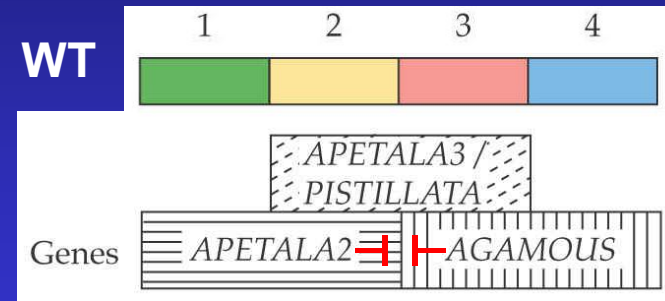 WT
1 2 3 4
APETALA3 /
PISTILLATA
Genes APETALA2 AGAMOUS